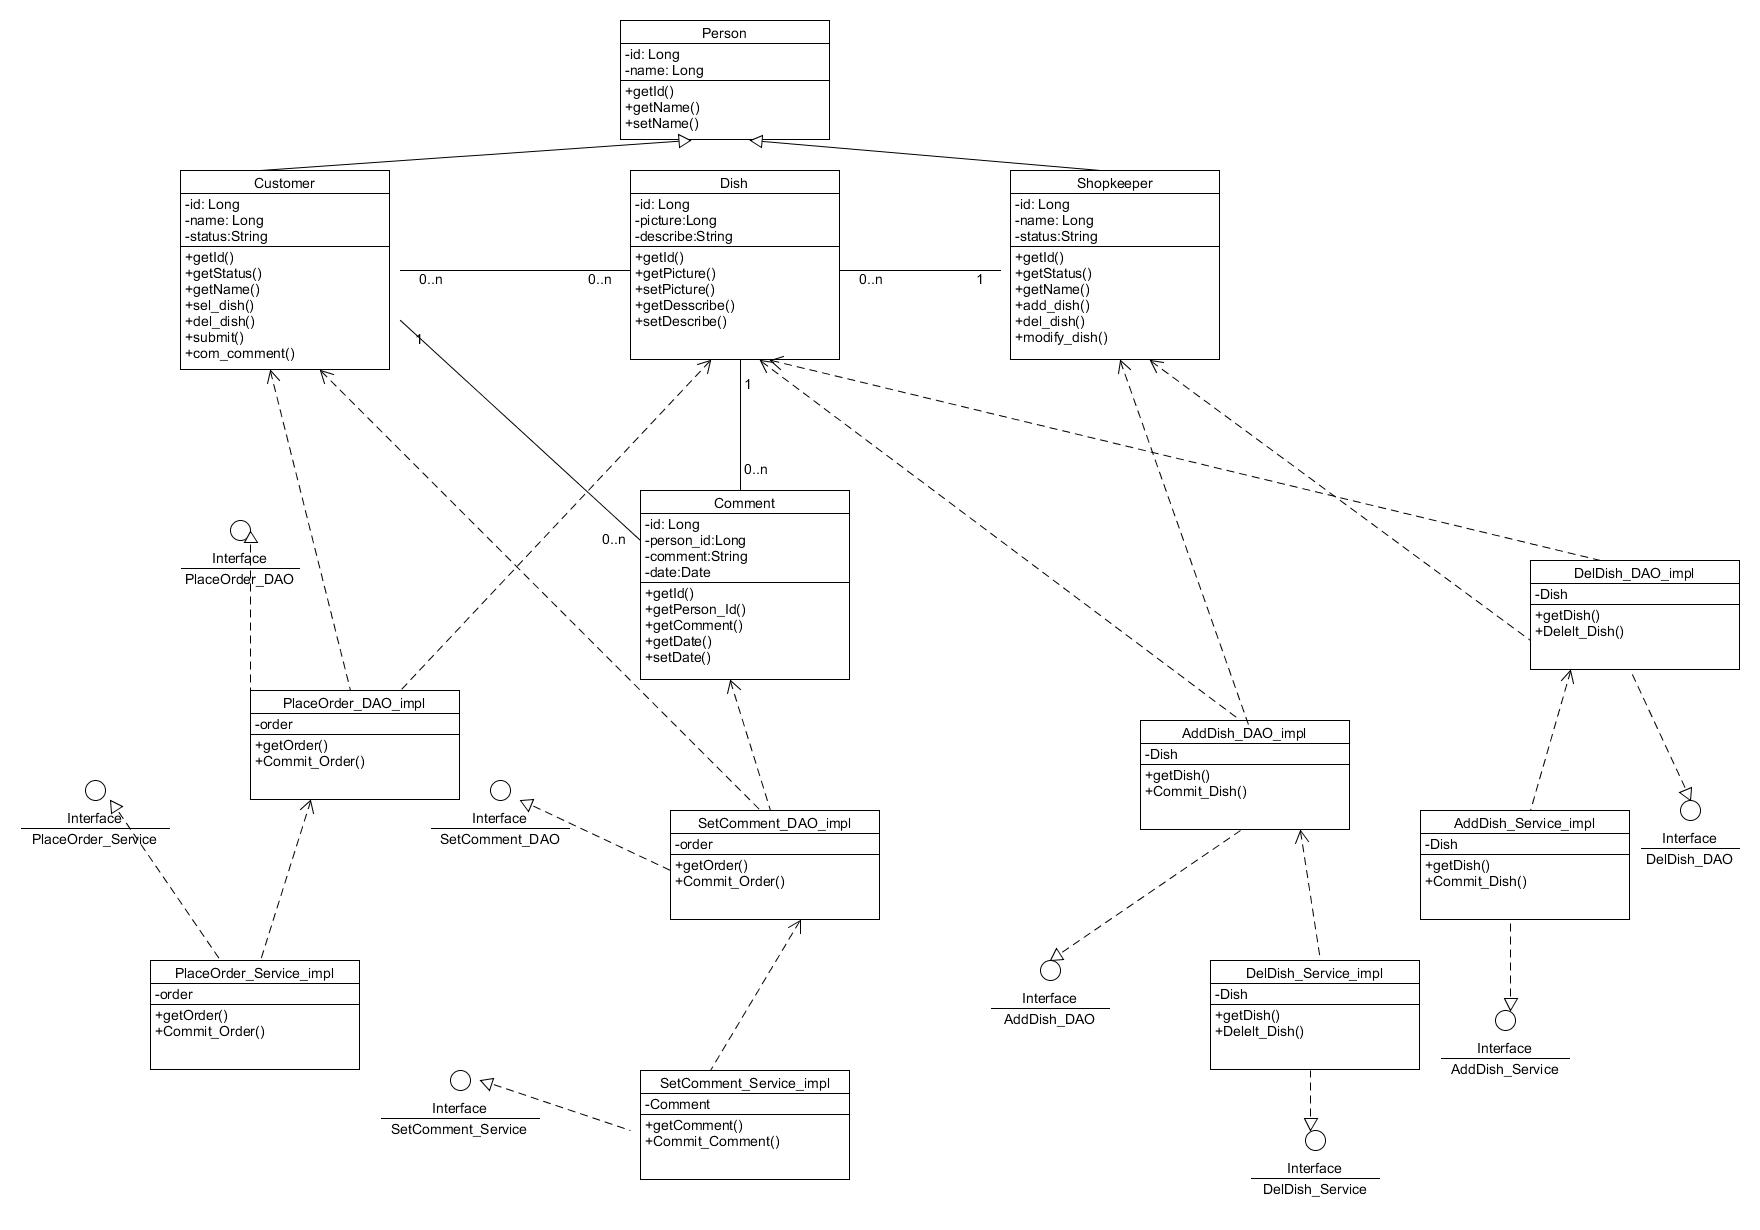 Person
-id: Long
-name: Long
+getId()
+getName()
+setName()
Customer
-id: Long
-name: Long
-status:String
+getId()
+getStatus()
+getName()
+sel_dish()
+del_dish()
+submit()
+com_comment()
Dish
-id: Long
-picture:Long
-describe:String
+getId()
+getPicture()
+setPicture()
+getDesscribe()
+setDescribe()
Shopkeeper
-id: Long
-name: Long
-status:String
+getId()
+getStatus()
+getName()
+add_dish()
+del_dish()
+modify_dish()
0..n
0..n
0..n
1
1
1
0..n
0..n
Comment
-id: Long
-person_id:Long
-comment:String
-date:Date
+getId()
+getPerson_Id()
+getComment()
+getDate()
+setDate()
Interface
PlaceOrder_DAO
DelDish_DAO_impl
-Dish
+getDish()
+Delelt_Dish()
PlaceOrder_DAO_impl
-order
+getOrder()
+Commit_Order()
AddDish_DAO_impl
-Dish
+getDish()
+Commit_Dish()
Interface
PlaceOrder_Service
Interface
SetComment_DAO
SetComment_DAO_impl
-order
+getOrder()
+Commit_Order()
AddDish_Service_impl
-Dish
+getDish()
+Commit_Dish()
Interface
DelDish_DAO
PlaceOrder_Service_impl
-order
+getOrder()
+Commit_Order()
Interface
AddDish_DAO
DelDish_Service_impl
-Dish
+getDish()
+Delelt_Dish()
Interface
AddDish_Service
Interface
SetComment_Service
SetComment_Service_impl
-Comment
+getComment()
+Commit_Comment()
Interface
DelDish_Service